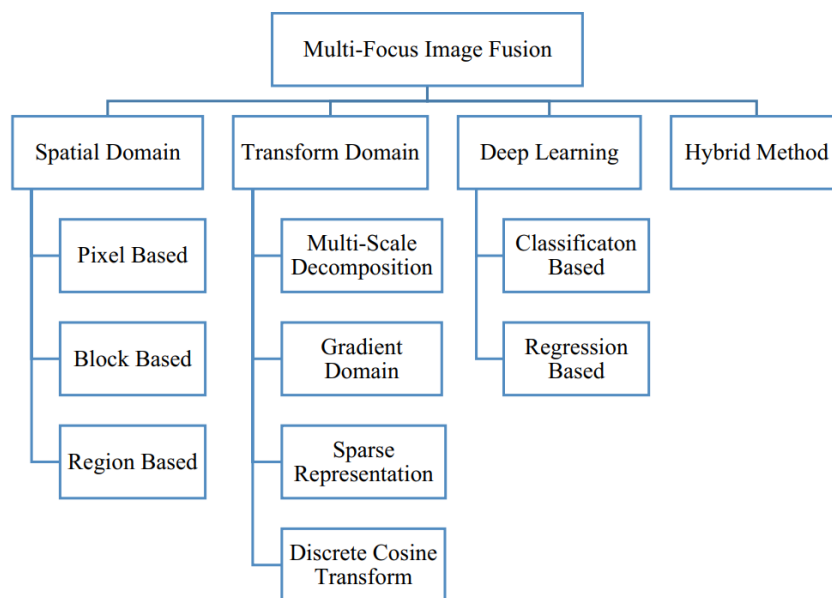 Multi-Focus Image Fusion
Spatial Domain
Transform Domain
Deep Learning
Hybrid Method
Pixel Based
Block Based
Region Based
Multi-Scale
Decomposition
Gradient
Domain
Sparse
Representation
Discrete Cosine
Transform
Classificaton
Based
Regression
Based